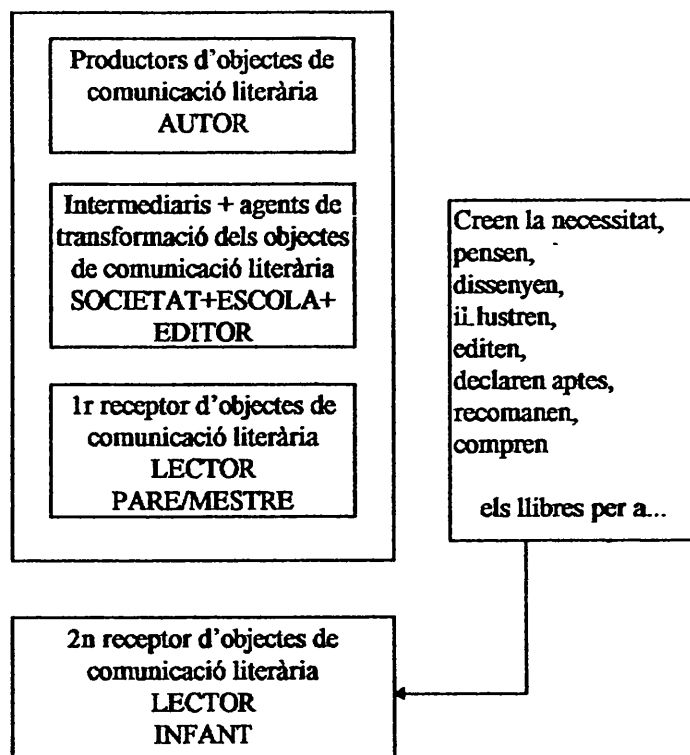 Productors d'objectes de
comunicació literària
AUTOR
Intermediaris + agents de
transformació dels objectes
de comunicació literària
SOCIETAT+ESCOLA+
EDITOR
1r receptor d'objectes de
comunicació literària
LECTOR
PARE/MESTRE
Creen la necessitat,
pensen,
dissenyen,
il.lustren,
editen,
declaren aptes,
recomanen,
compren
els llibres per a...
2n receptor d'objectes de
comunicació literària
LECTOR
INFANT